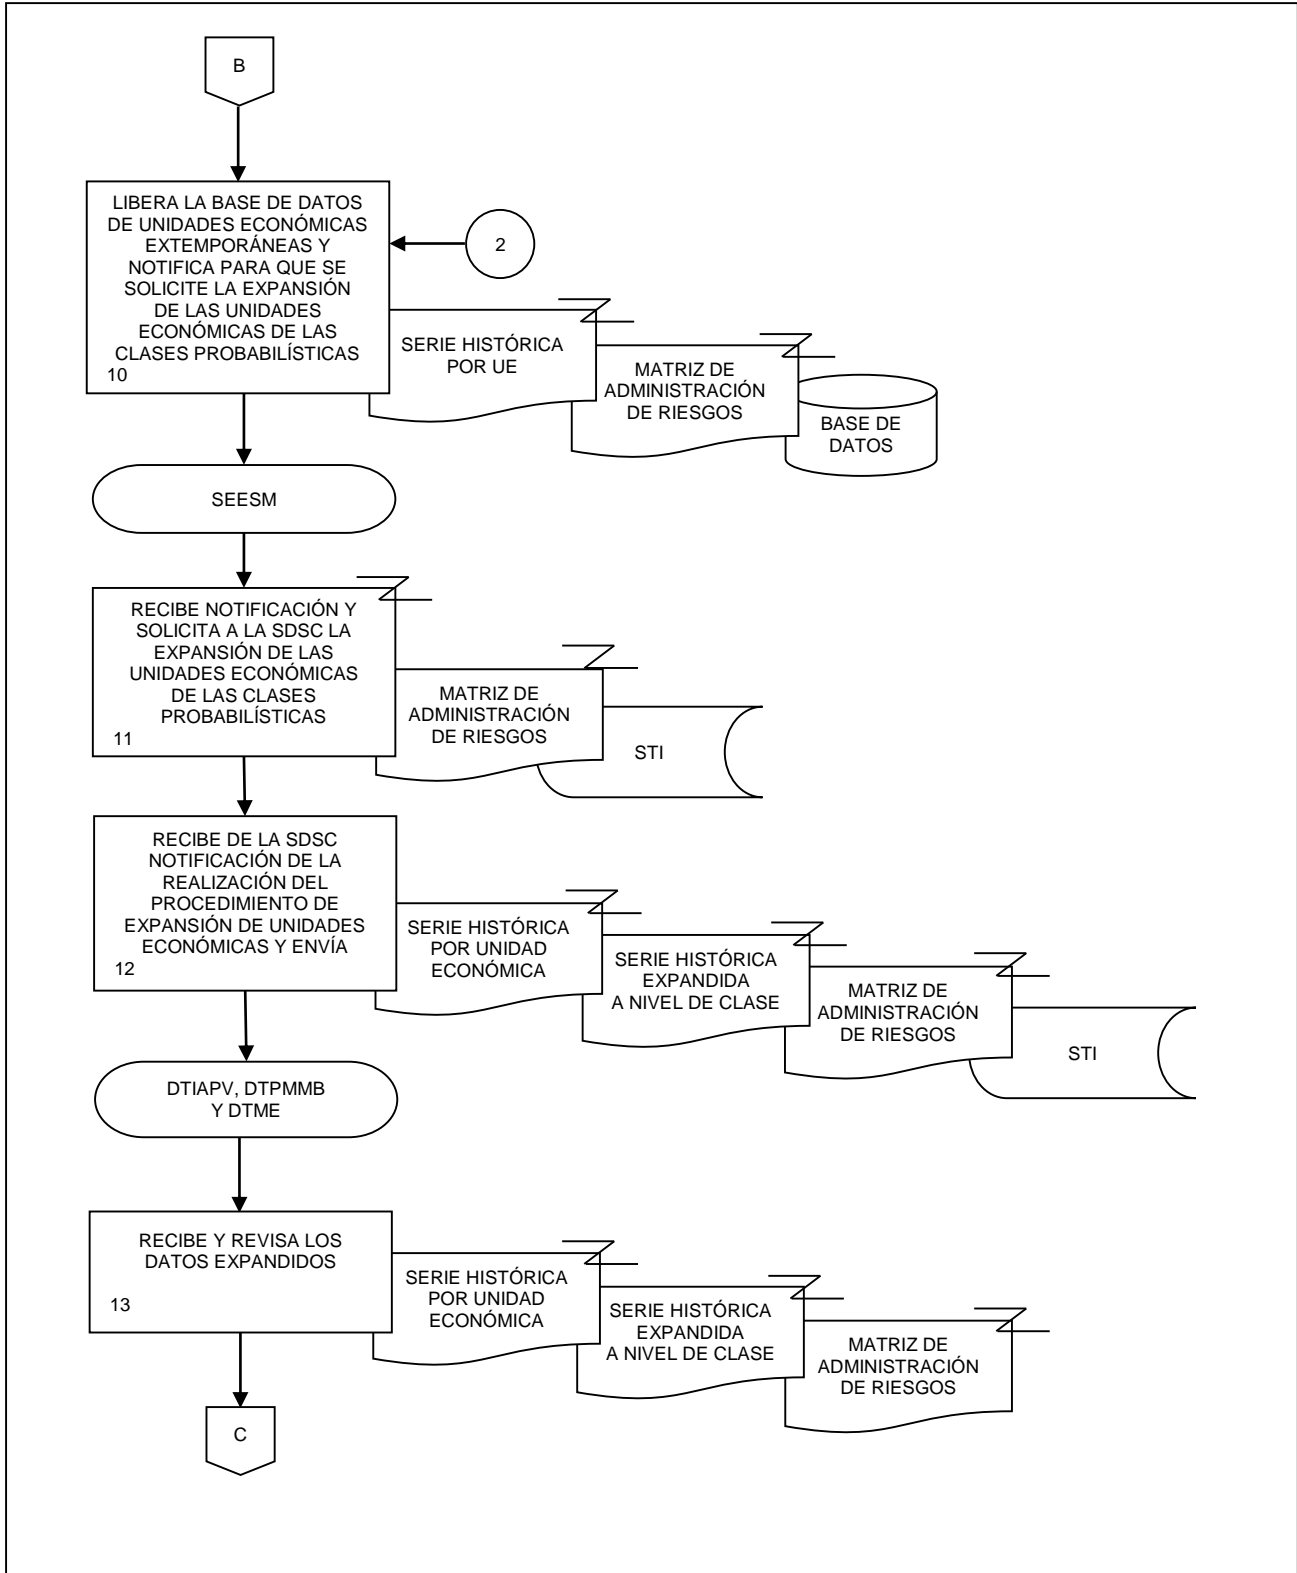 B
LIBERA LA BASE DE DATOS
DE UNIDADES ECONÓMICAS
EXTEMPORÁNEAS Y
NOTIFICA PARA QUE SE
SOLICITE LA EXPANSIÓN
DE LAS UNIDADES
ECONÓMICAS DE LAS
CLASES PROBABILÍSTICAS
10
2
SERIE HISTÓRICA
POR UE
MATRIZ DE
ADMINISTRACIÓN
DE RIESGOS
BASE DE
DATOS
SEESM
RECIBE NOTIFICACIÓN Y
SOLICITA A LA SDSC LA
EXPANSIÓN DE LAS
UNIDADES ECONÓMICAS
DE LAS CLASES
PROBABILÍSTICAS
11
MATRIZ DE
ADMINISTRACIÓN
DE RIESGOS
STI
RECIBE DE LA SDSC
NOTIFICACIÓN DE LA
REALIZACIÓN DEL
PROCEDIMIENTO DE
EXPANSIÓN DE UNIDADES
ECONÓMICAS Y ENVÍA
12
SERIE HISTÓRICA
POR UNIDAD
ECONÓMICA
SERIE HISTÓRICA
EXPANDIDA
A NIVEL DE CLASE
MATRIZ DE
ADMINISTRACIÓN
DE RIESGOS
STI
DTIAPV, DTPMMB
Y DTME
RECIBE Y REVISA LOS
DATOS EXPANDIDOS
13
SERIE HISTÓRICA
POR UNIDAD
ECONÓMICA
SERIE HISTÓRICA
EXPANDIDA
A NIVEL DE CLASE
MATRIZ DE
ADMINISTRACIÓN
DE RIESGOS
C